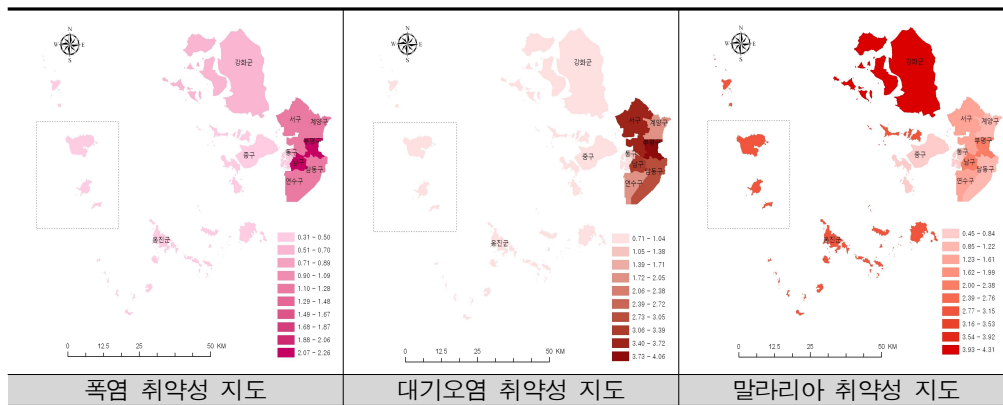 N
W E
S
강화군
서구
계양구
부평구
동구
중구
남구
남동구
연수구
옹진군
0.31 - 0.50
0.51 - 0.70
0.71 - 0.89
0.90 - 1.09
1.10 - 1.28
1.29 - 1.48
1.49 - 1.67
1.68 - 1.87
1.88 - 2.06
2.07 - 2.26
0 12.5 25 50 KM
폭염 취약성 지도
N
W E
S
강화군
서구
계양구
부평구
동구
중구
남구
남동구
연수구
옹진군
0.71 - 1.04
1.05 - 1.38
1.39 - 1.71
1.72 - 2.05
2.06 - 2.38
2.39 - 2.72
2.73 - 3.05
3.06 - 3.39
3.40 - 3.72
3.73 - 4.06
0 12.5 25 50 KM
대기오염 취약성 지도
N
W E
S
강화군
서구
계양구
부평구
동구
중구
남구
남동구
연수구
옹진군
0.45 - 0.84
0.85 - 1.22
1.23 - 1.61
1.62 - 1.99
2.00 - 2.38
2.39 - 2.76
2.77 - 3.15
3.16 - 3.53
3.54 - 3.92
3.93 - 4.31
0 12.5 25 50 KM
말라리아 취약성 지도